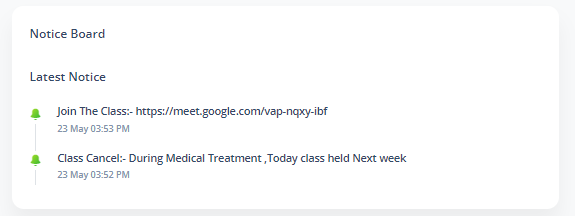 Notice Board
Latest Notice
Join The Class:- https://meet.google.com/vap-nqxy-ibf
23 May 03:53 PM
Class Cancel:- During Medical Treatment ,Today class held Next week
23 May 03:52 PM